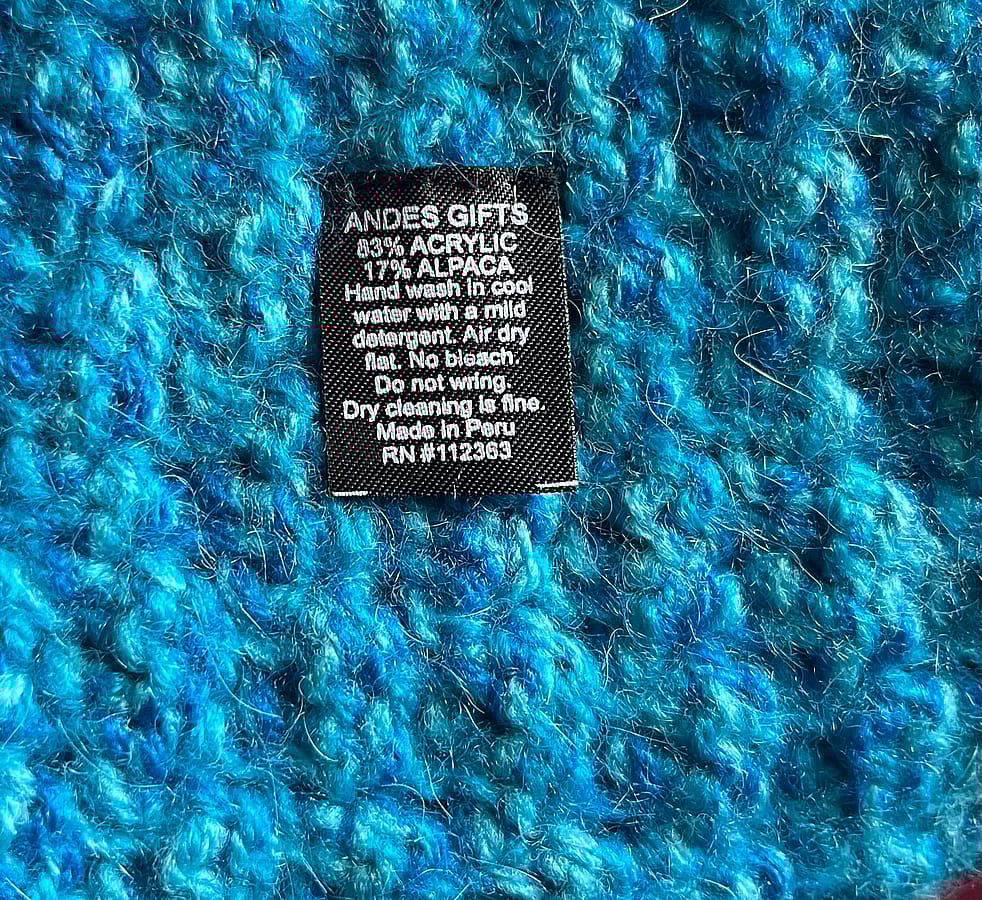 ANDES GIFTS
83% ACRYLIC
17% ALPACA
Hand wash in cool
water with a mild
detergent. Air dry
flat. No bleach.
Do not wring.
Dry cleaning is fine.
Made in Peru
RN #112363